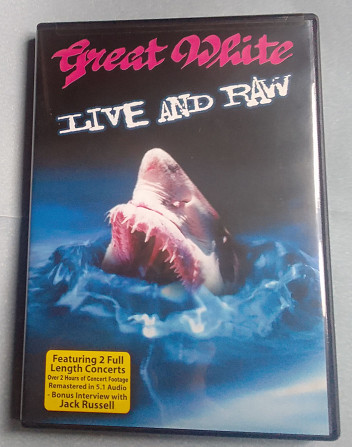 Great White
LIVE AND RAW
Featuring 2 Full
Length Concerts
Over 2 Hours of Concert Footage
Remastered in 5.1 Audio
- Bonus Interview with
Jack Russell